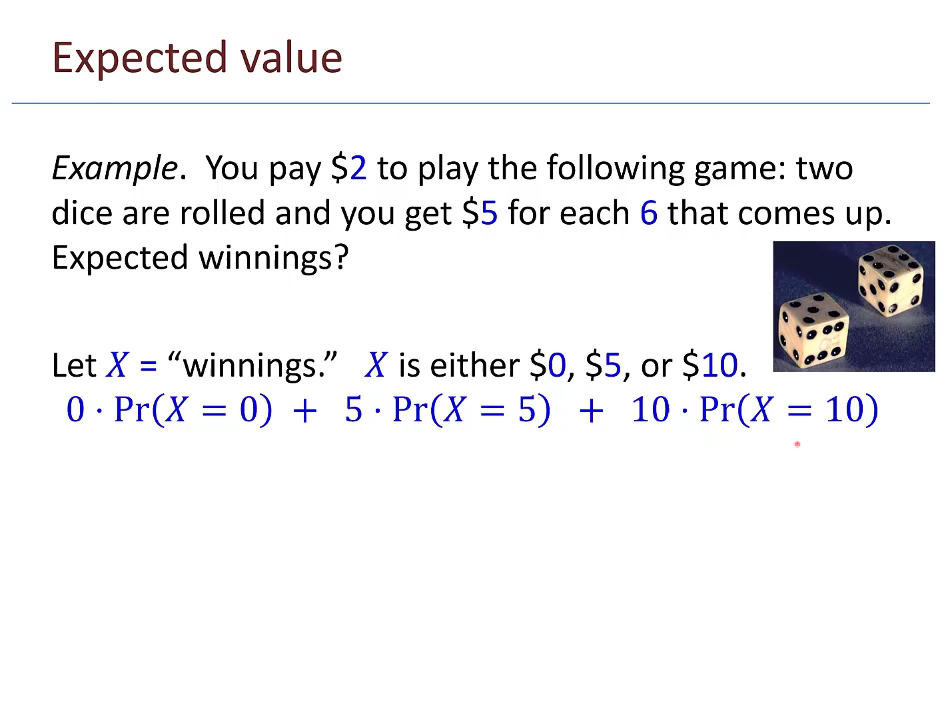 Expected value
Example. You pay $2 to play the following game: two
dice are rolled and you get $5 for each 6 that comes up.
Expected winnings?
Let X = “winnings.” X is either $0, $5, or $10.
0 · Pr(X = 0) + 5 · Pr(X = 5) + 10 · Pr(X = 10)